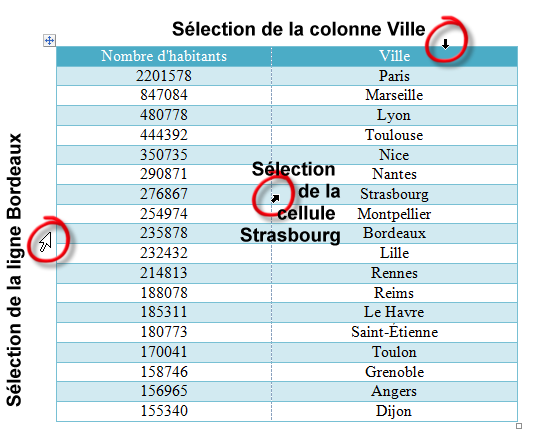 Sélection de la colonne Ville
Nombre d'habitants Ville
2201578 Paris
847084 Marseille
480778 Lyon
444392 Toulouse
350735 Nice
290871 Nantes
276867 Strasbourg
254974 Montpellier
235878 Bordeaux
232432 Lille
214813 Rennes
188078 Reims
185311 Le Havre
180773 Saint-Étienne
170041 Toulon
158746 Grenoble
156965 Angers
155340 Dijon
Sélection
de la
cellule
Strasbourg
Sélection de la ligne Bordeaux